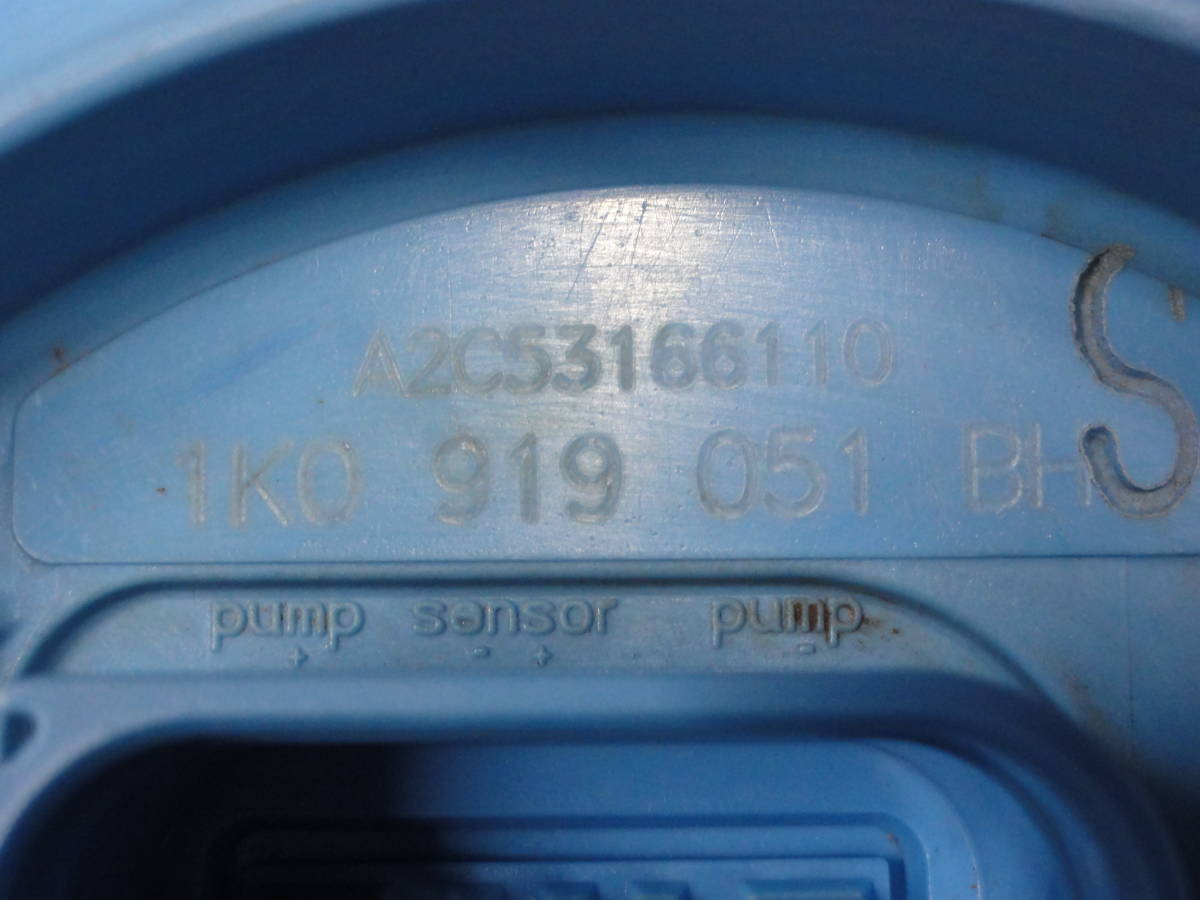 A2C53166110
1K0 919 051 BH
S
pump sensor pump
+ - + -